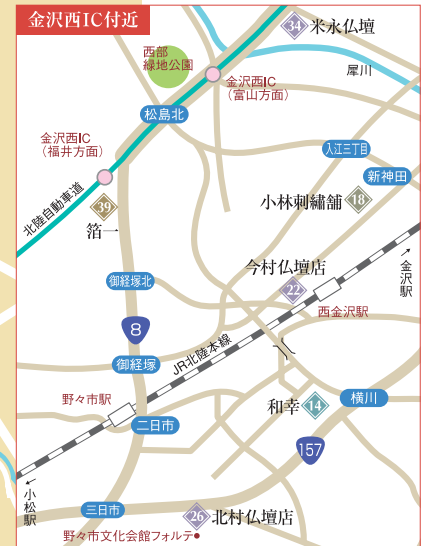 金沢西IC付近
34 米永仏壇
西部
緑地公園
犀川
金沢西IC
（富山方面）
松島北
金沢西IC
（福井方面）
入江三丁目
新神田
北陸自動車道
39
箔一
小林刺繡舗 18
今村仏壇店
22
→金沢駅
御経塚北
西金沢駅
8
JR北陸本線
御経塚
野々市駅
和幸 14
横川
二日市
157
←小松駅
三日市
26 北村仏壇店
野々市文化会館フォルテ